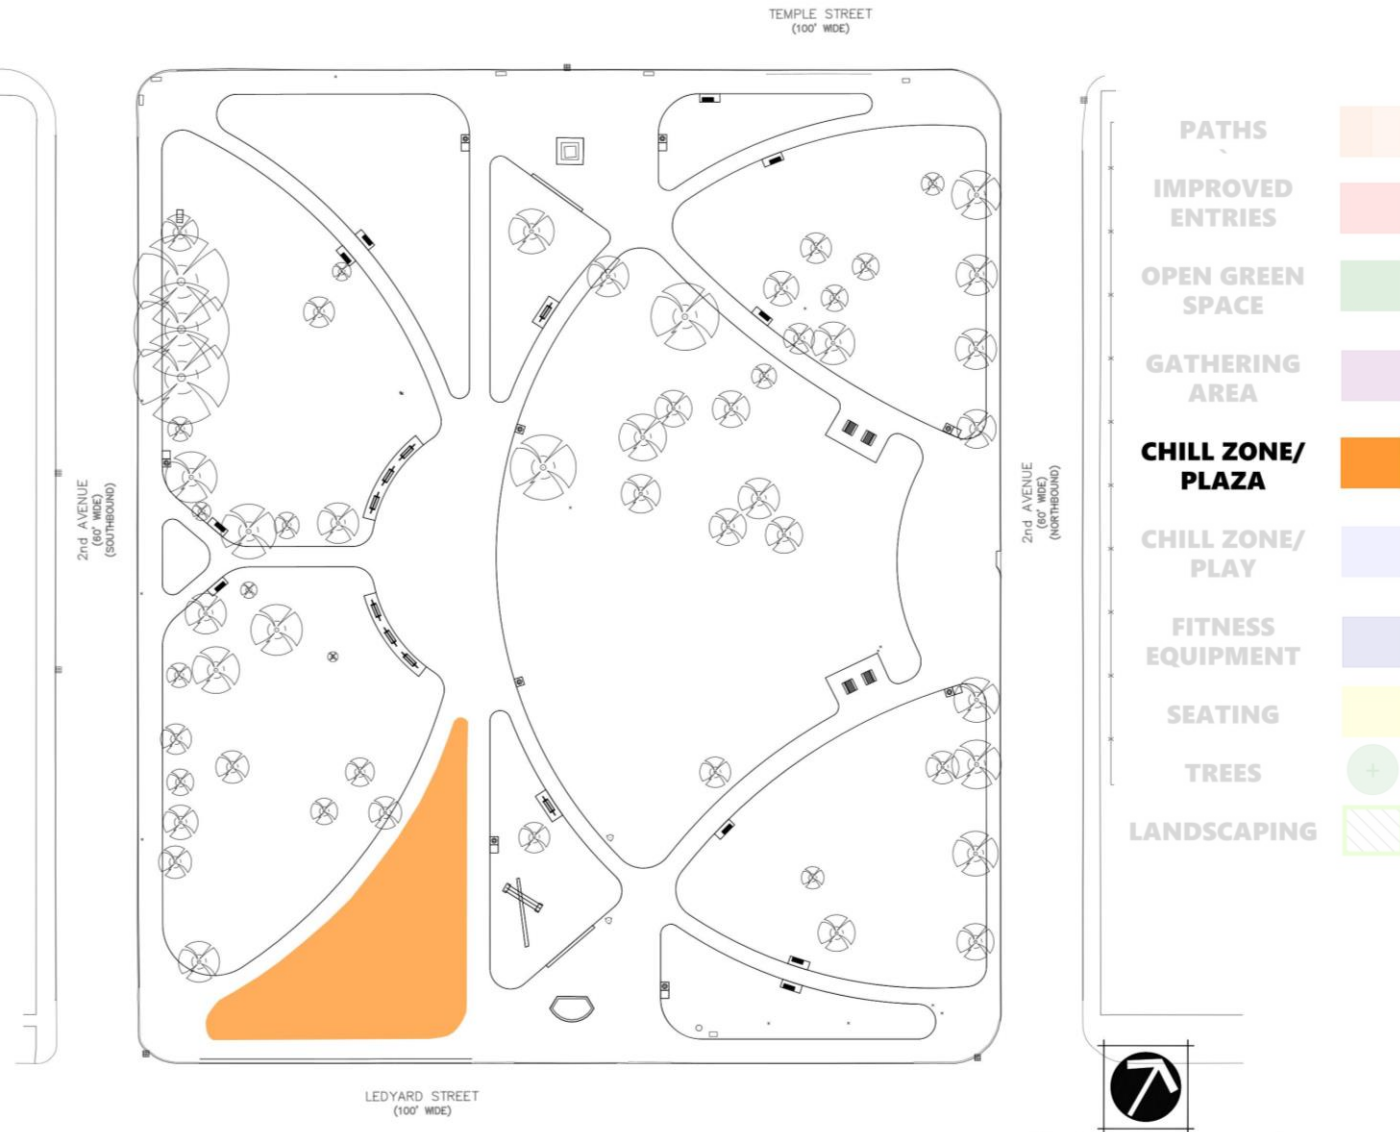 TEMPLE STREET
(100' WIDE)
2nd AVENUE
(60' WIDE)
(SOUTHBOUND)
2nd AVENUE
(60' WIDE)
(NORTHBOUND)
LEDYARD STREET
(100' WIDE)
PATHS
IMPROVED
ENTRIES
OPEN GREEN
SPACE
GATHERING
AREA
CHILL ZONE/
PLAZA
CHILL ZONE/
PLAY
FITNESS
EQUIPMENT
SEATING
TREES
LANDSCAPING